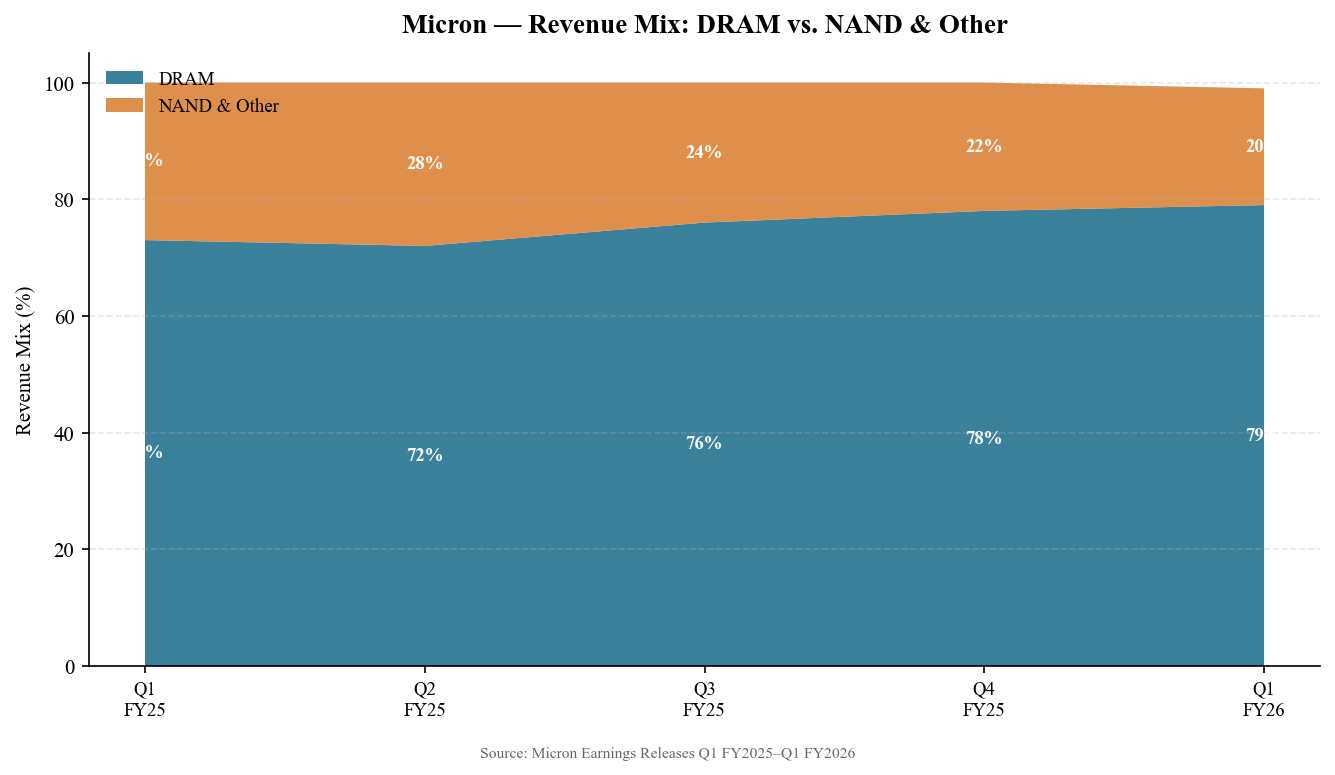 Micron — Revenue Mix: DRAM vs. NAND & Other
DRAM
NAND & Other
Revenue Mix (%)
100
80
60
40
20
0
%
28%
24%
22%
20
%
72%
76%
78%
79
Q1
FY25
Q2
FY25
Q3
FY25
Q4
FY25
Q1
FY26
Source: Micron Earnings Releases Q1 FY2025–Q1 FY2026